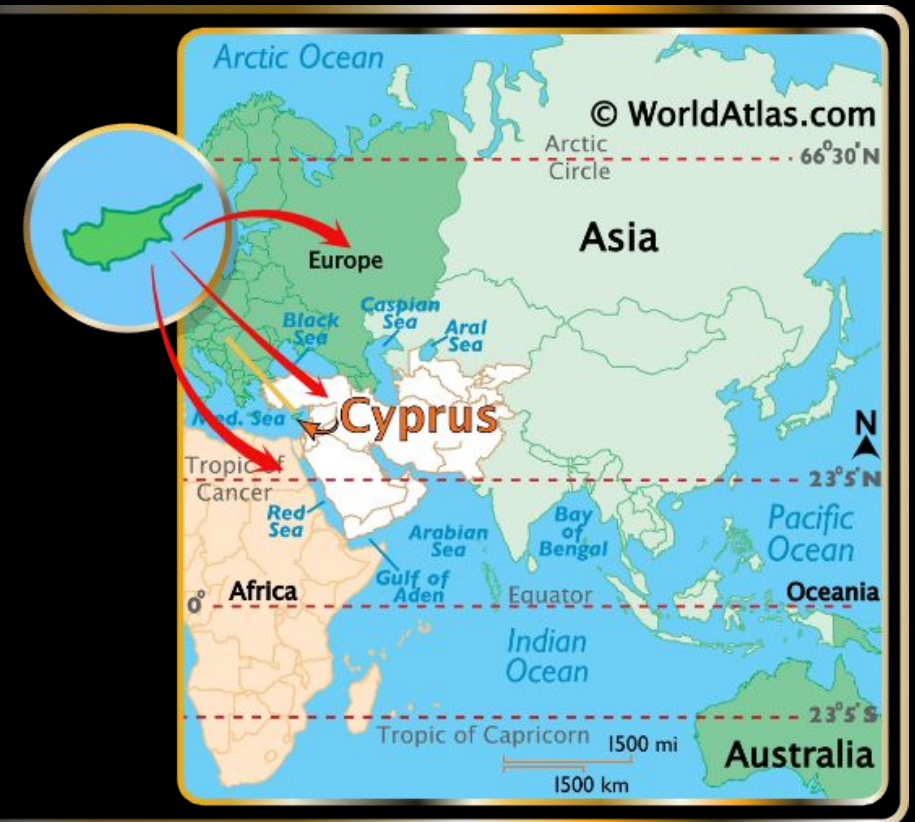 Arctic Ocean
© WorldAtlas.com
Arctic
Circle
66°30'N
Asia
Europe
Caspian
Sea
Black
Sea
Aral
Sea
Med. Sea
Cyprus
N
Tropic of
Cancer
23°5'N
Red
Sea
Arabian
Sea
Bay
of
Bengal
Pacific
Ocean
Gulf of
Aden
Africa
Equator
Oceania
0°
Indian
Ocean
23°5'S
Tropic of Capricorn
1500 mi
1500 km
Australia